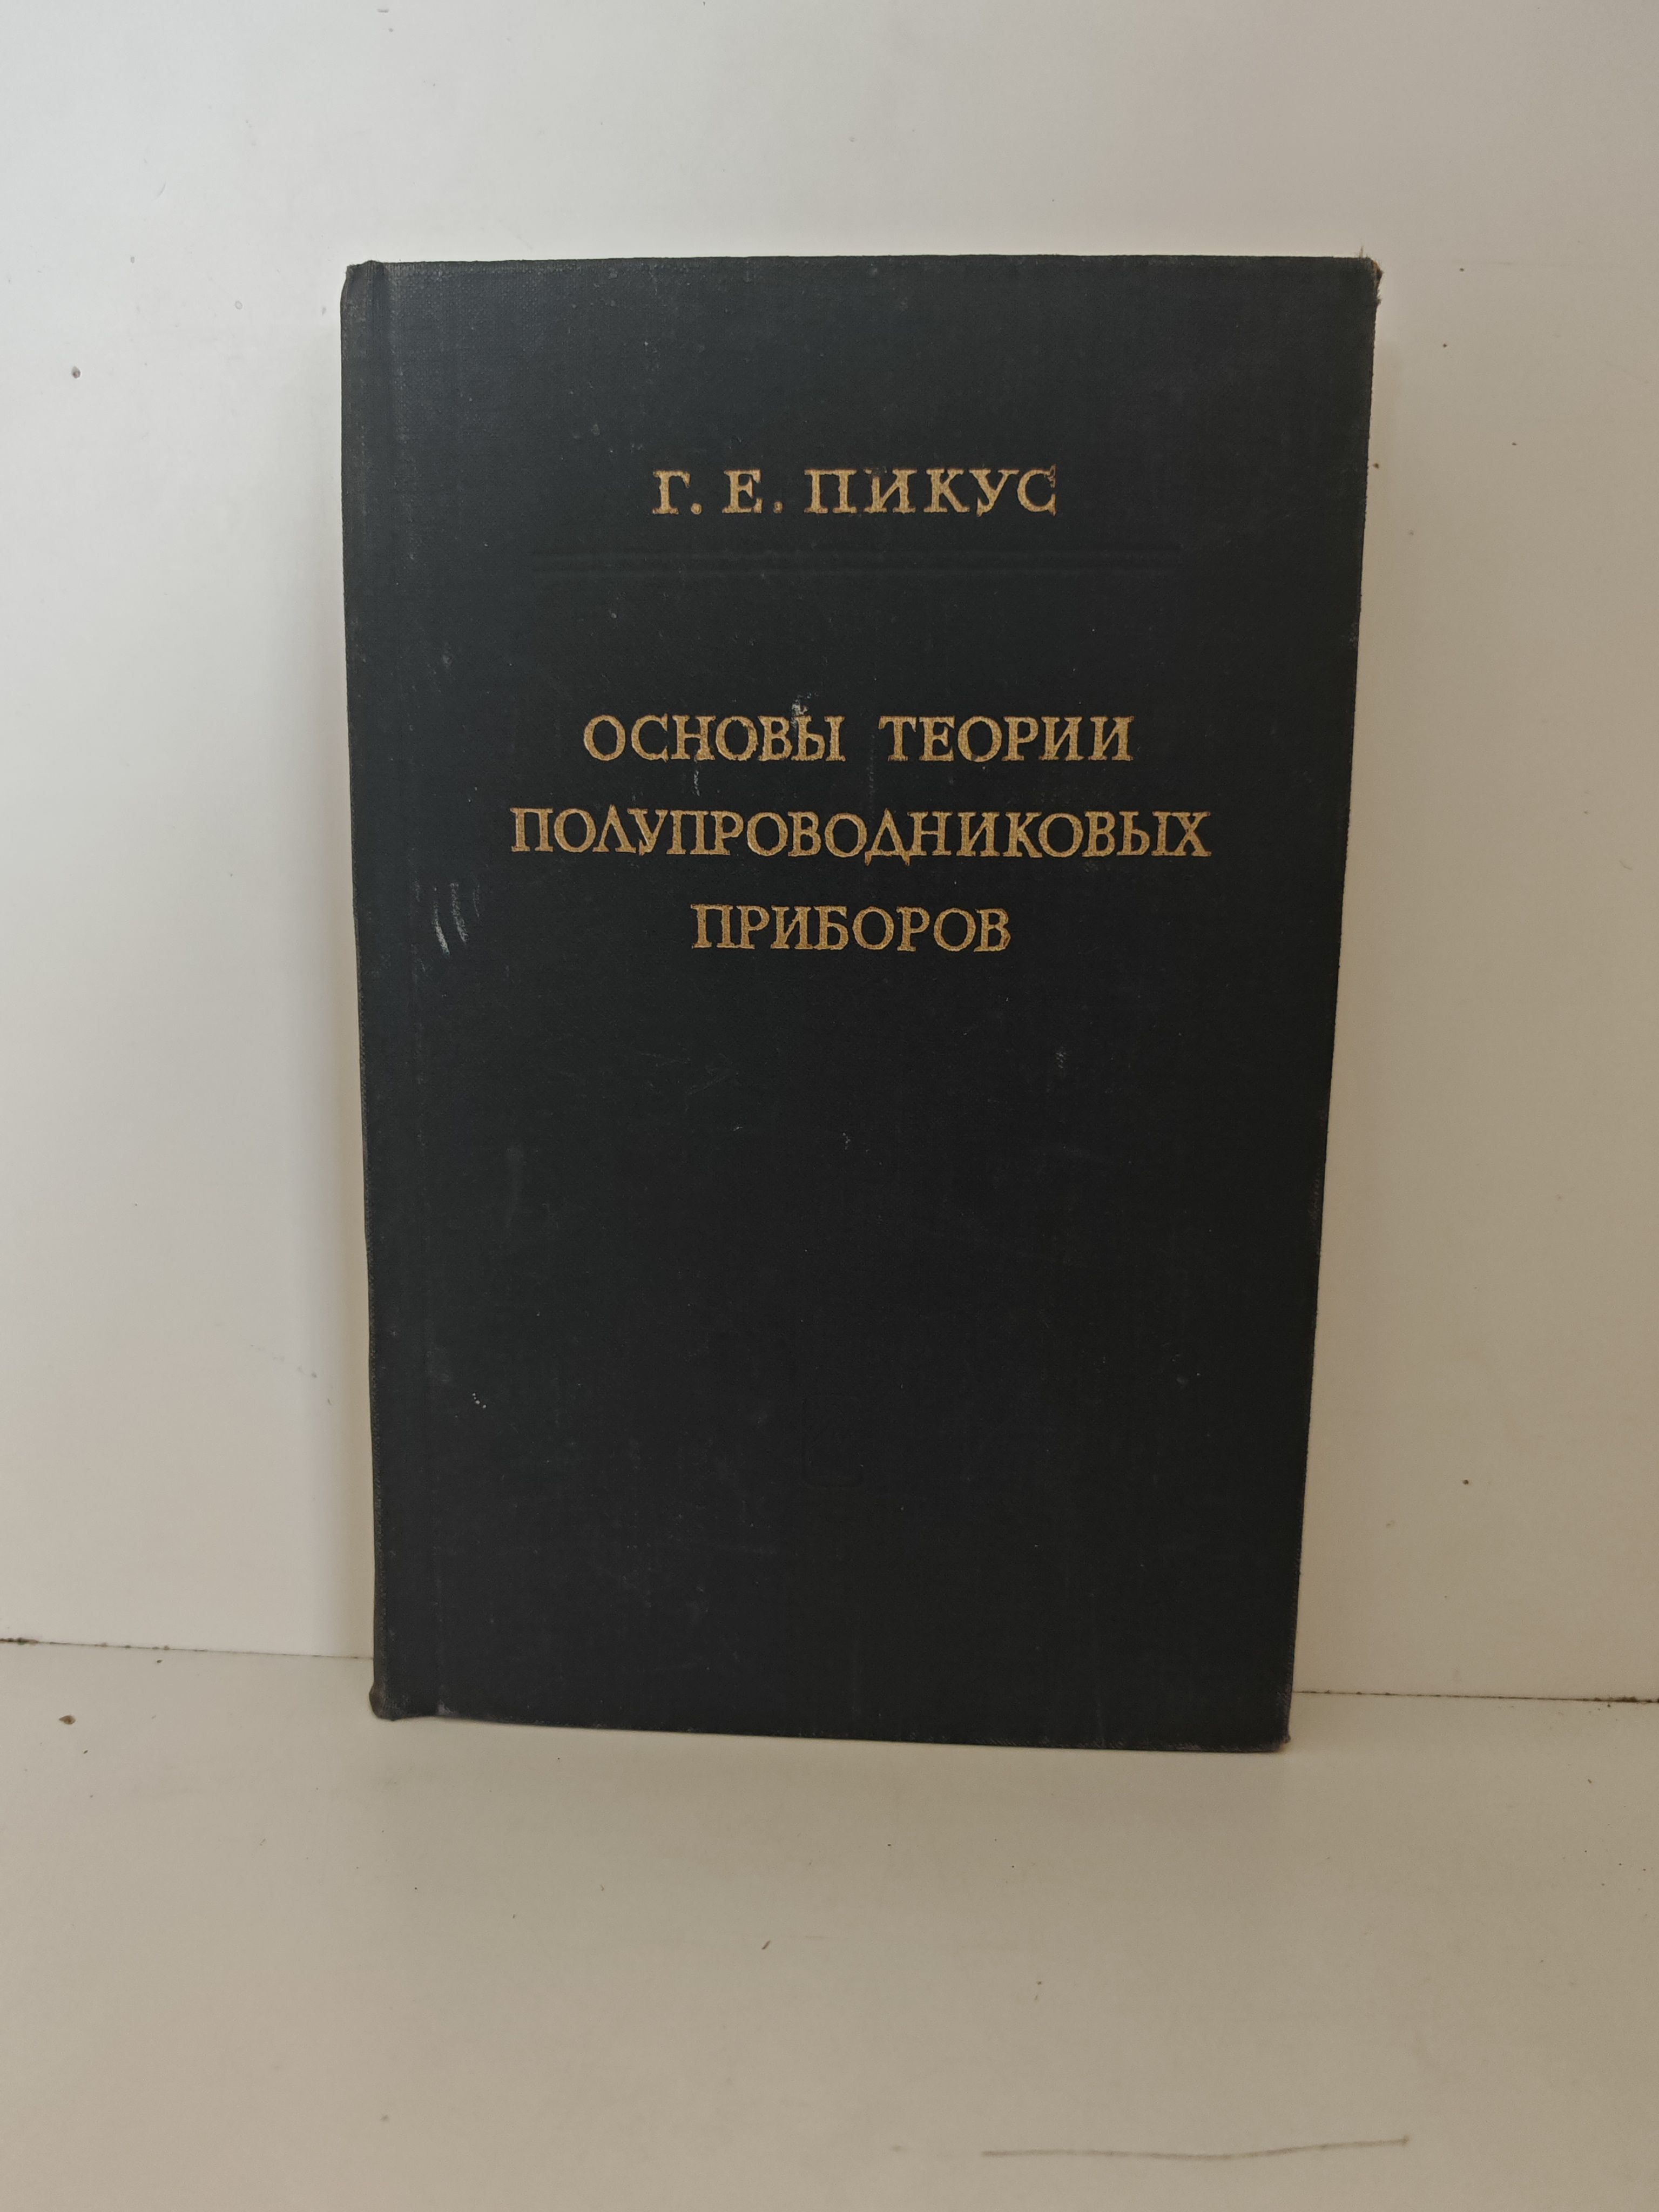 Г. Е. ПИКУС
ОСНОВЫ ТЕОРИИ
ПОЛУПРОВОДНИКОВЫХ
ПРИБОРОВ